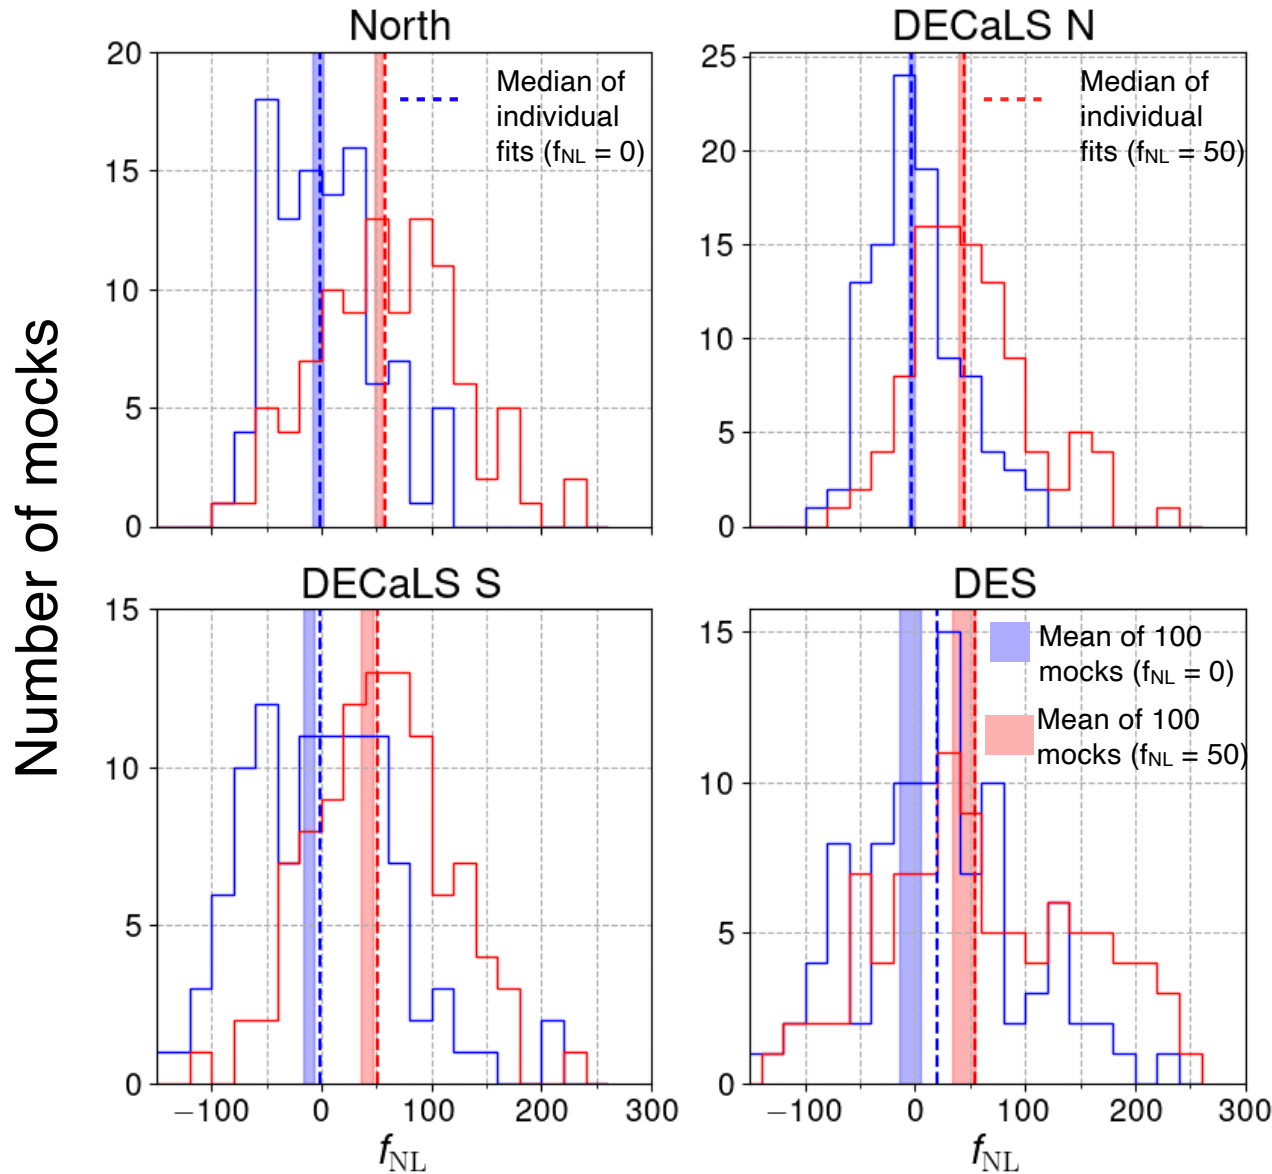 North
DECaLS N
Number of mocks
20
15
10
5
0
Median of
individual
fits (fNL = 0)
25
20
15
10
5
0
Median of
individual
fits (fNL = 50)
DECaLS S
DES
15
10
5
0
−100
0
100
200
300
fNL
15
10
5
0
Mean of 100
mocks (fNL = 0)
Mean of 100
mocks (fNL = 50)
−100
0
100
200
300
fNL